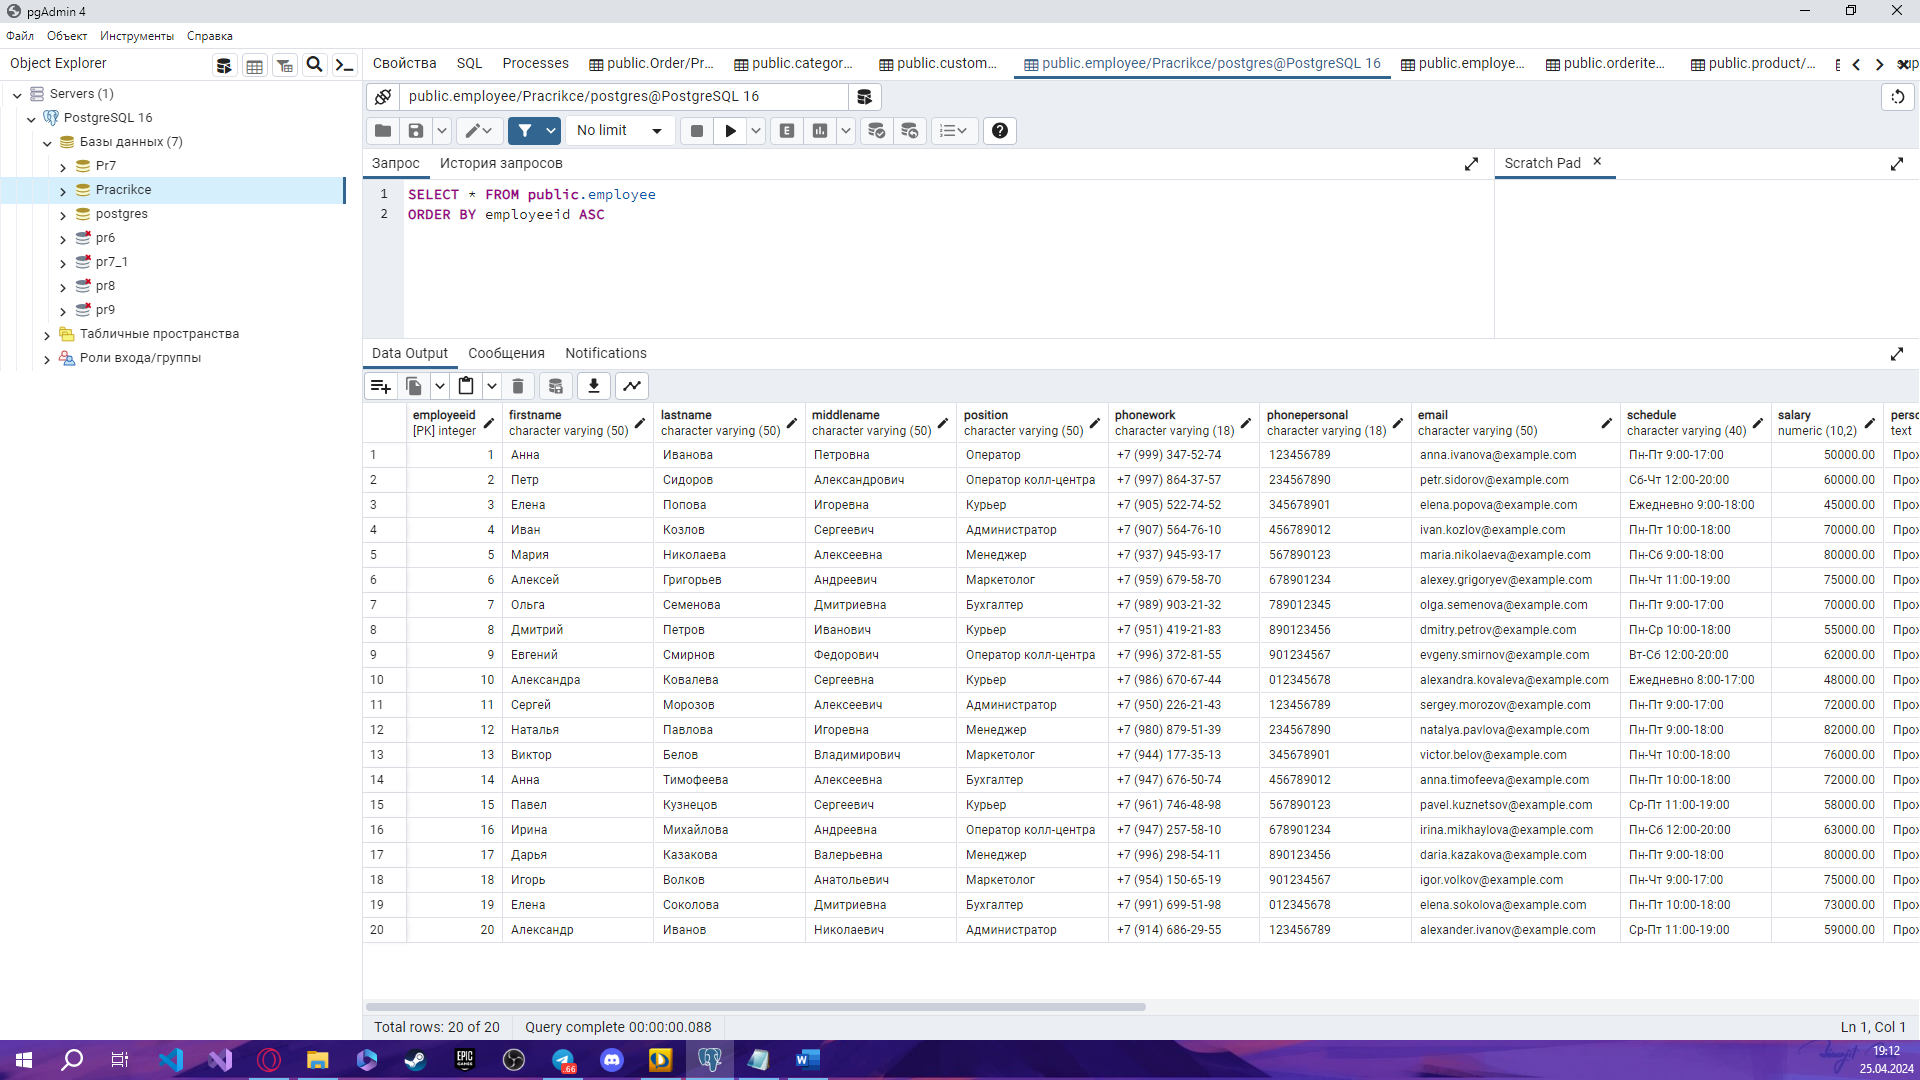 pgAdmin 4
Файл Объект Инструменты Справка
Object Explorer
Servers (1)
PostgreSQL 16
Базы данных (7)
Pr7
Pracrikce
postgres
pr6
pr7_1
pr8
pr9
Табличные пространства
Роли входа/группы
Свойства SQL Processes public.Order/Pr... public.categor... public.custom... public.employee/Pracrikce/postgres@PostgreSQL 16 public.employe... public.orderite... public.product/...
public.employee/Pracrikce/postgres@PostgreSQL 16
No limit
Запрос История запросов
Scratch Pad
1 SELECT * FROM public.employee
2 ORDER BY employeeid ASC
Data Output Сообщения Notifications
employeeid firstname lastname middlename position phonework phonepersonal email schedule salary
[PK] integer character varying (50) character varying (50) character varying (50) character varying (50) character varying (18) character varying (18) character varying (50) character varying (40) numeric (10,2) text
1 1 Анна Иванова Петровна Оператор +7 (999) 347-52-74 123456789 anna.ivanova@example.com Пн-Пт 9:00-17:00 50000.00
2 2 Петр Сидоров Александрович Оператор колл-центра +7 (997) 864-37-57 234567890 petr.sidorov@example.com Сб-Чт 12:00-20:00 60000.00
3 3 Елена Попова Игоревна Курьер +7 (905) 522-74-52 345678901 elena.popova@example.com Ежедневно 9:00-18:00 45000.00
4 4 Иван Козлов Сергеевич Администратор +7 (907) 564-76-10 456789012 ivan.kozlov@example.com Пн-Пт 10:00-18:00 70000.00
5 5 Мария Николаева Алексеевна Менеджер +7 (937) 945-93-17 567890123 maria.nikolaeva@example.com Пн-Сб 9:00-18:00 80000.00
6 6 Алексей Григорьев Андреевич Маркетолог +7 (959) 679-58-70 678901234 alexey.grigoryev@example.com Пн-Чт 11:00-19:00 75000.00
7 7 Ольга Семенова Дмитриевна Бухгалтер +7 (989) 903-21-32 789012345 olga.semenova@example.com Пн-Пт 9:00-17:00 70000.00
8 8 Дмитрий Петров Иванович Курьер +7 (951) 419-21-83 890123456 dmitry.petrov@example.com Пн-Ср 10:00-18:00 55000.00
9 9 Евгений Смирнов Федорович Оператор колл-центра +7 (996) 372-81-55 901234567 evgeny.smirnov@example.com Вт-Сб 12:00-20:00 62000.00
10 10 Александра Ковалева Сергеевна Курьер +7 (986) 670-67-44 012345678 alexandra.kovaleva@example.com Ежедневно 8:00-17:00 48000.00
11 11 Сергей Морозов Алексеевич Администратор +7 (950) 226-21-43 123456789 sergey.morozov@example.com Пн-Пт 9:00-17:00 72000.00
12 12 Наталья Павлова Игоревна Менеджер +7 (980) 879-51-39 234567890 natalya.pavlova@example.com Пн-Пт 9:00-18:00 82000.00
13 13 Виктор Белов Владимирович Маркетолог +7 (944) 177-35-13 345678901 victor.belov@example.com Пн-Чт 10:00-18:00 76000.00
14 14 Анна Тимофеева Алексеевна Бухгалтер +7 (947) 676-50-74 456789012 anna.timofeeva@example.com Пн-Пт 10:00-18:00 72000.00
15 15 Павел Кузнецов Сергеевич Курьер +7 (961) 746-48-98 567890123 pavel.kuznetsov@example.com Ср-Пт 11:00-19:00 58000.00
16 16 Ирина Михайлова Андреевна Оператор колл-центра +7 (947) 257-58-10 678901234 irina.mikhaylova@example.com Пн-Сб 12:00-20:00 63000.00
17 17 Дарья Казакова Валерьевна Менеджер +7 (996) 298-54-11 890123456 daria.kazakova@example.com Пн-Пт 9:00-18:00 80000.00
18 18 Игорь Волков Анатольевич Маркетолог +7 (954) 150-65-19 901234567 igor.volkov@example.com Пн-Чт 9:00-17:00 75000.00
19 19 Елена Соколова Дмитриевна Бухгалтер +7 (991) 699-51-98 012345678 elena.sokolova@example.com Пн-Пт 10:00-18:00 73000.00
20 20 Александр Иванов Николаевич Администратор +7 (914) 686-29-55 123456789 alexander.ivanov@example.com Ср-Пт 11:00-19:00 59000.00
Total rows: 20 of 20 Query complete 00:00:00.088 Ln 1, Col 1
EPIC GAMES .66 19:12
25.04.2024